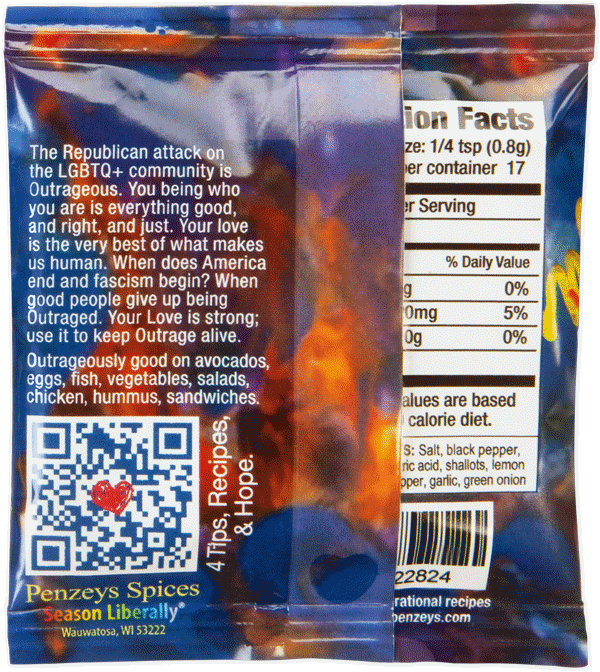 The Republican attack on
the LGBTQ+ community is
Outrageous. You being who
you are is everything good,
and right, and just. Your love
is the very best of what makes
us human. When does America
end and fascism begin? When
good people give up being
Outraged. Your Love is strong;
use it to keep Outrage alive.
Outrageously good on avocados,
eggs, fish, vegetables, salads,
chicken, hummus, sandwiches.
4 Tips, Recipes,
& Hope.
Penzeys Spices
Season Liberally®
Wauwatosa, WI 53222
ion Facts
ze: 1/4 tsp (0.8g)
per container 17
r Serving
% Daily Value
g 0%
0mg 5%
0g 0%
alues are based
calorie diet.
S: Salt, black pepper,
ric acid, shallots, lemon
pper, garlic, green onion
22824
rational recipes
penzeys.com